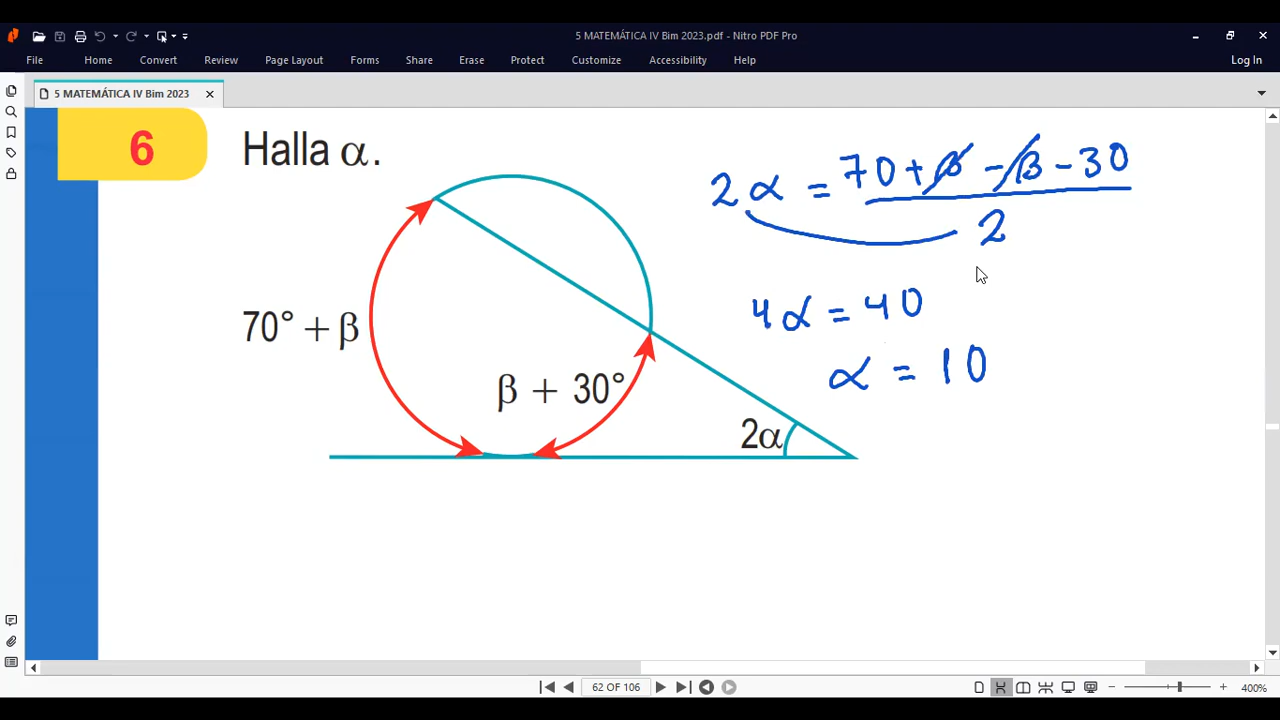 5 MATEMÁTICA IV Bim 2023.pdf - Nitro PDF Pro
File Home Convert Review Page Layout Forms Share Erase Protect Customize Accessibility Help Log In
5 MATEMÁTICA IV Bim 2023
6 Halla α.
2α = 70 + β - β - 30
2
70° + β
β + 30°
2α
4α = 40
α = 10
62 OF 106
400%